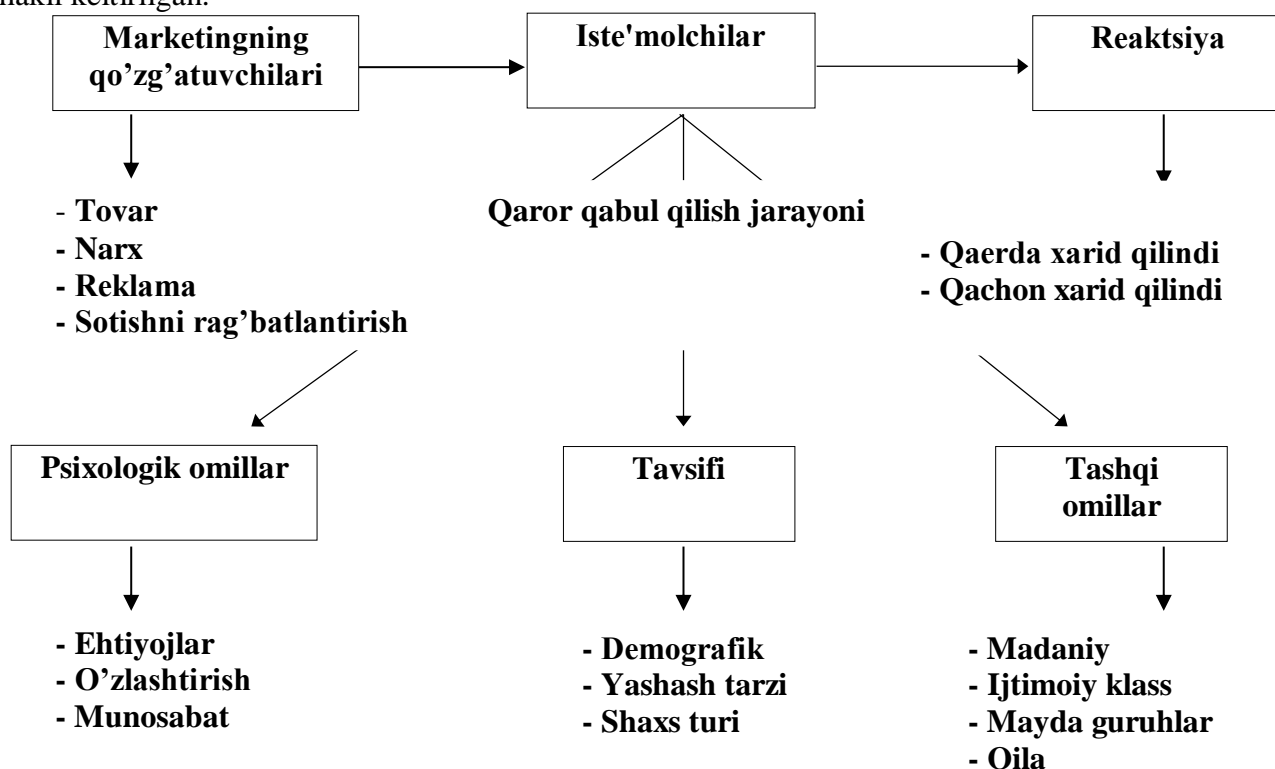 shakl keltirilgan.
Marketingning
qo’zg’atuvchilari
Iste'molchilar
Reaktsiya
- Tovar
- Narx
- Reklama
- Sotishni rag’batlantirish
Qaror qabul qilish jarayoni
- Qaerda xarid qilindi
- Qachon xarid qilindi
Psixologik omillar
Tavsifi
Tashqi
omillar
- Ehtiyojlar
- O’zlashtirish
- Munosabat
- Demografik
- Yashash tarzi
- Shaxs turi
- Madaniy
- Ijtimoiy klass
- Mayda guruhlar
- Oila